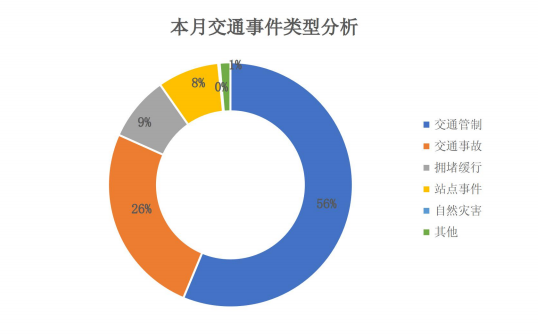 本月交通事件类型分析
1%
8%
0%
9%
26%
56%
交通管制
交通事故
拥堵缓行
站点事件
自然灾害
其他